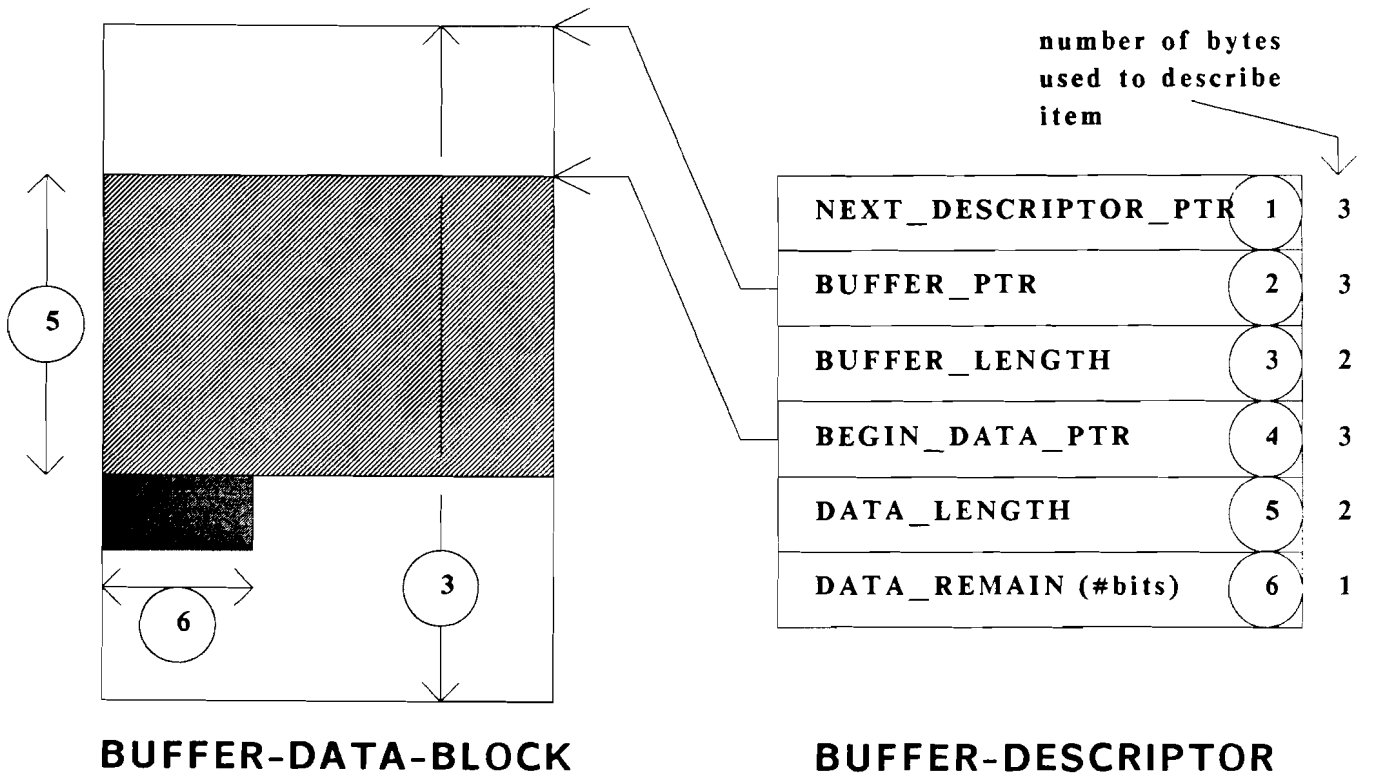 number of bytes
used to describe
item
NEXT_DESCRIPTOR_PTR 1 3
BUFFER_PTR 2 3
BUFFER_LENGTH 3 2
BEGIN_DATA_PTR 4 3
DATA_LENGTH 5 2
DATA_REMAIN (#bits) 6 1
5
3
6
BUFFER-DATA-BLOCK
BUFFER-DESCRIPTOR